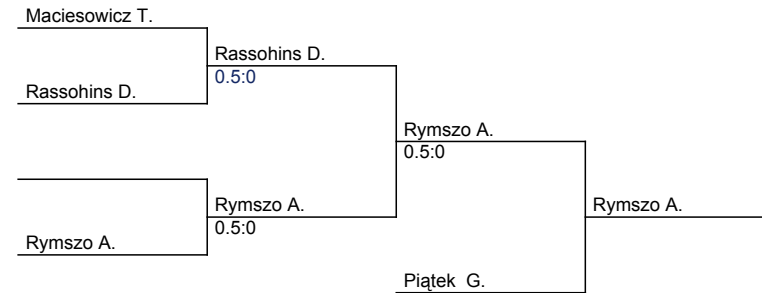 Maciesowicz T.
Rassohins D.
0.5:0
Rassohins D.
Rymszo A.
0.5:0
Rymszo A.
0.5:0
Rymszo A.
Rymszo A.
Piątek G.